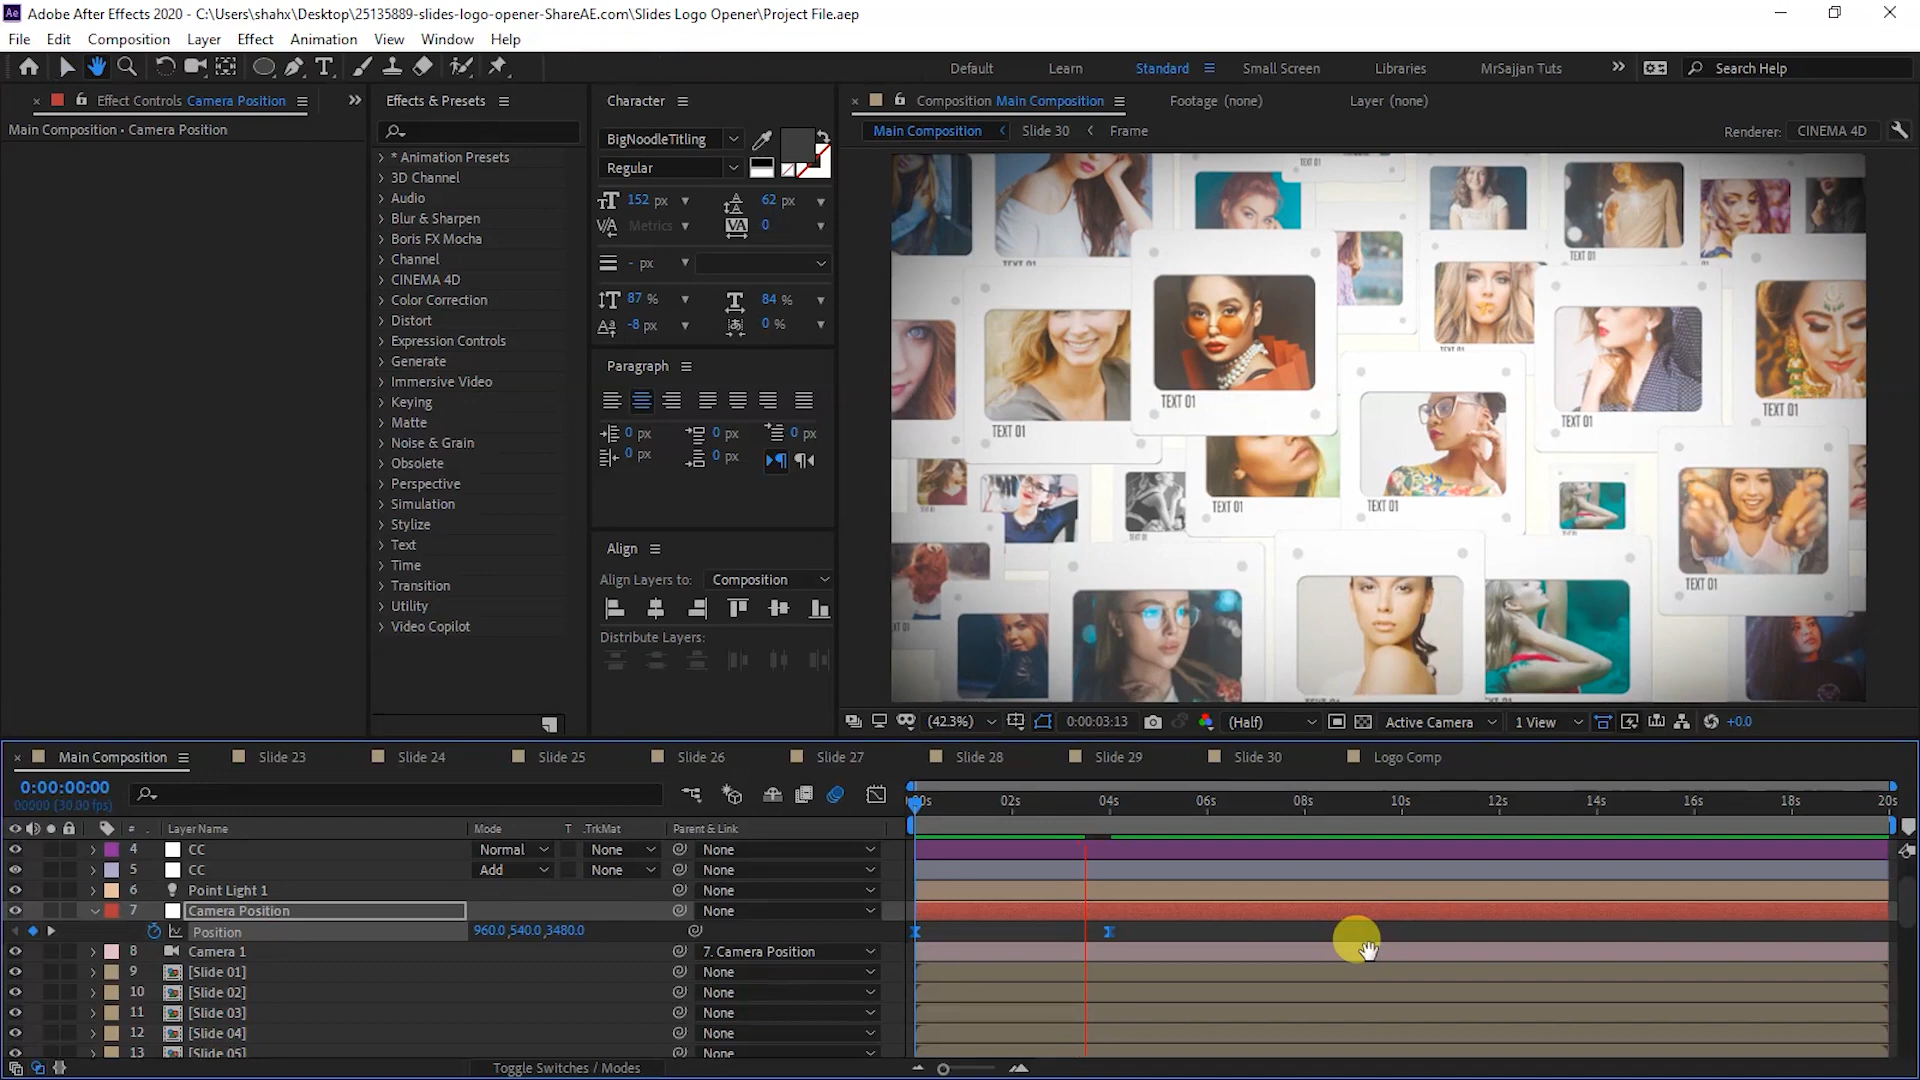 Adobe After Effects 2020 - C:\Users\shahx\Desktop\25135889-slides-logo-opener-ShareAE.com\Slides Logo Opener\Project File.aep
File Edit Composition Layer Effect Animation View Window Help
Default Learn Standard Small Screen Libraries MrSajjan Tuts Search Help
Effect Controls Camera Position
Main Composition • Camera Position
Effects & Presets
* Animation Presets
3D Channel
Audio
Blur & Sharpen
Boris FX Mocha
Channel
CINEMA 4D
Color Correction
Distort
Expression Controls
Generate
Immersive Video
Keying
Matte
Noise & Grain
Obsolete
Perspective
Simulation
Stylize
Text
Time
Transition
Utility
Video Copilot
Character
BigNoodleTitling
Regular
152 px 62 px
Metrics 0
- px
87 % 84 %
-8 px 0 %
Paragraph
0 px 0 px 0 px
0 px 0 px
Align
Align Layers to: Composition
Distribute Layers:
Composition Main Composition Footage (none) Layer (none)
Main Composition Slide 30 Frame Renderer: CINEMA 4D
TEXT 01
TEXT 01
TEXT 01
TEXT 01
TEXT 01
TEXT 01
TEXT 01
TEXT 01
TEXT 01
TEXT 01
(42.3%) 0:00:03:13 (Half) Active Camera 1 View +0.0
Main Composition Slide 23 Slide 24 Slide 25 Slide 26 Slide 27 Slide 28 Slide 29 Slide 30 Logo Comp
0:00:00:00
00000 (30.00 fps)
00s 02s 04s 06s 08s 10s 12s 14s 16s 18s 20s
# Layer Name Mode T .TrkMat Parent & Link
4 CC Normal None None
5 CC Add None None
6 Point Light 1 None
7 Camera Position None
Position 960.0,540.0,3480.0
8 Camera 1 7. Camera Position
9 [Slide 01] None
10 [Slide 02] None
11 [Slide 03] None
12 [Slide 04] None
13 [Slide 05] None
Toggle Switches / Modes